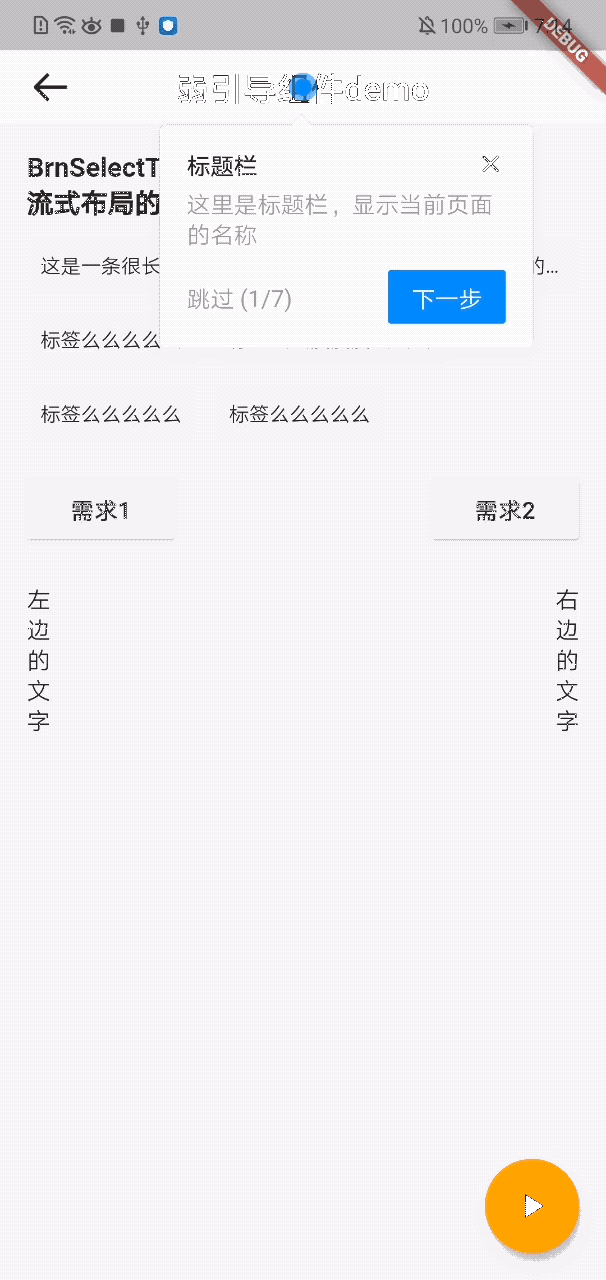 100%
DEBUG
弱引导组件demo
标题栏
BrnSelectT
流式布局的
这里是标题栏，显示当前页面
的名称
这是一条很长
的...
跳过 (1/7)
下一步
标签么么么么
标签么么么么么
标签么么么么么
需求1
需求2
左边的文字
右边的文字